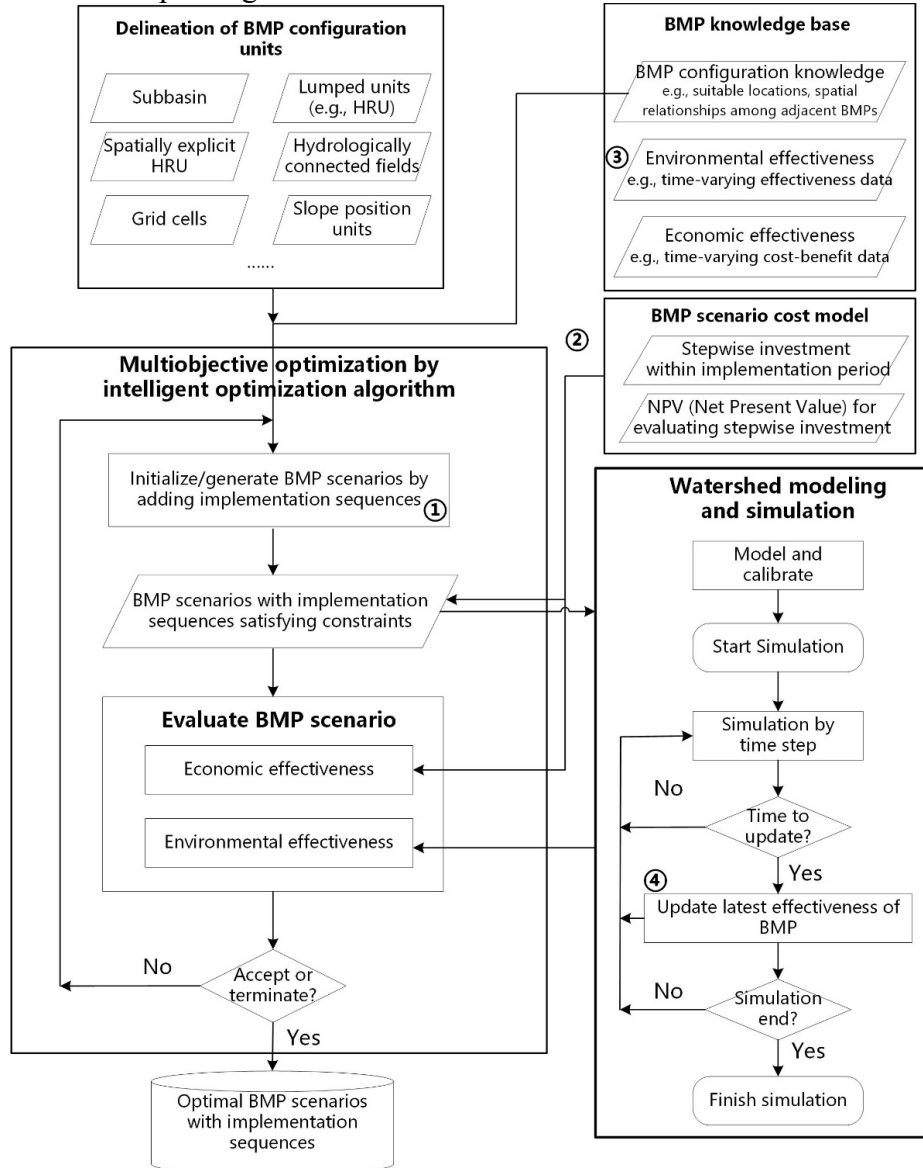 Delineation of BMP configuration
units
Subbasin
Lumped units
(e.g., HRU)
Spatially explicit
HRU
Hydrologically
connected fields
Grid cells
Slope position
units
......
BMP knowledge base
BMP configuration knowledge
e.g., suitable locations, spatial
relationships among adjacent BMPs
③
Environmental effectiveness
e.g., time-varying effectiveness data
Economic effectiveness
e.g., time-varying cost-benefit data
BMP scenario cost model
②
Stepwise investment
within implementation period
NPV (Net Present Value) for
evaluating stepwise investment
Multiobjective optimization by
intelligent optimization algorithm
Initialize/generate BMP scenarios by
adding implementation sequences
①
BMP scenarios with implementation
sequences satisfying constraints
Evaluate BMP scenario
Economic effectiveness
Environmental effectiveness
No
Accept or
terminate?
Yes
Optimal BMP scenarios
with implementation
sequences
Watershed modeling
and simulation
Model and
calibrate
Start Simulation
Simulation by
time step
No
Time to
update?
Yes
④
Update latest effectiveness of
BMP
No
Simulation
end?
Yes
Finish simulation